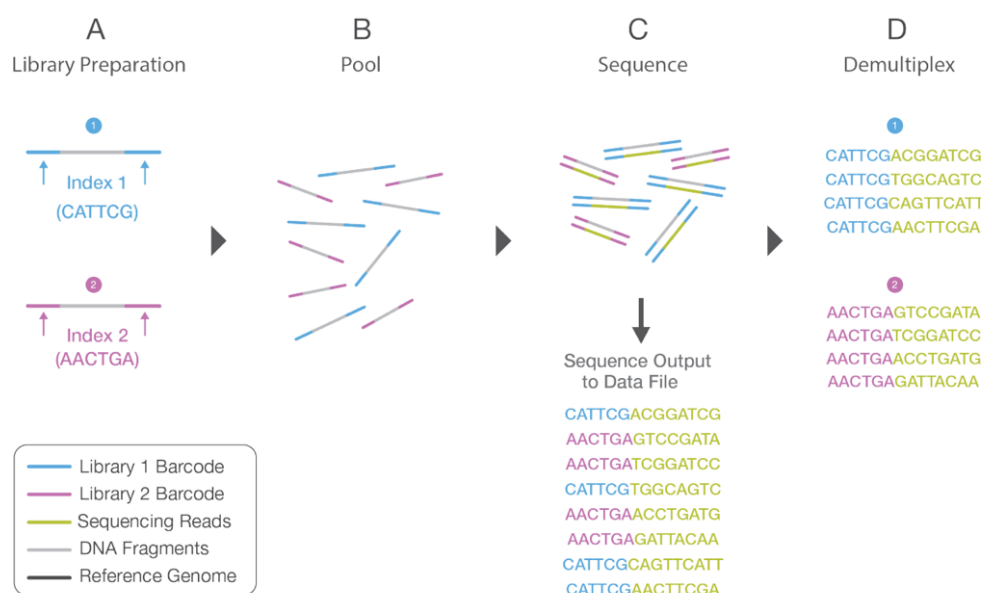 A
Library Preparation
1
Index 1
(CATTCG)
2
Index 2
(AACTGA)
Library 1 Barcode
Library 2 Barcode
Sequencing Reads
DNA Fragments
Reference Genome
B
Pool
C
Sequence
Sequence Output
to Data File
CATTCGACGGATCG
AACTGAGTCCGATA
AACTGATCGGATCC
CATTCGTGGCAGTC
AACTGAACCTGATG
AACTGAGATTACAA
CATTCGCAGTTCATT
CATTCGAACTTCGA
D
Demultiplex
1
CATTCGACGGATCG
CATTCGTGGCAGTC
CATTCGCAGTTCATT
CATTCGAACTTCGA
2
AACTGAGTCCGATA
AACTGATCGGATCC
AACTGAACCTGATG
AACTGAGATTACAA